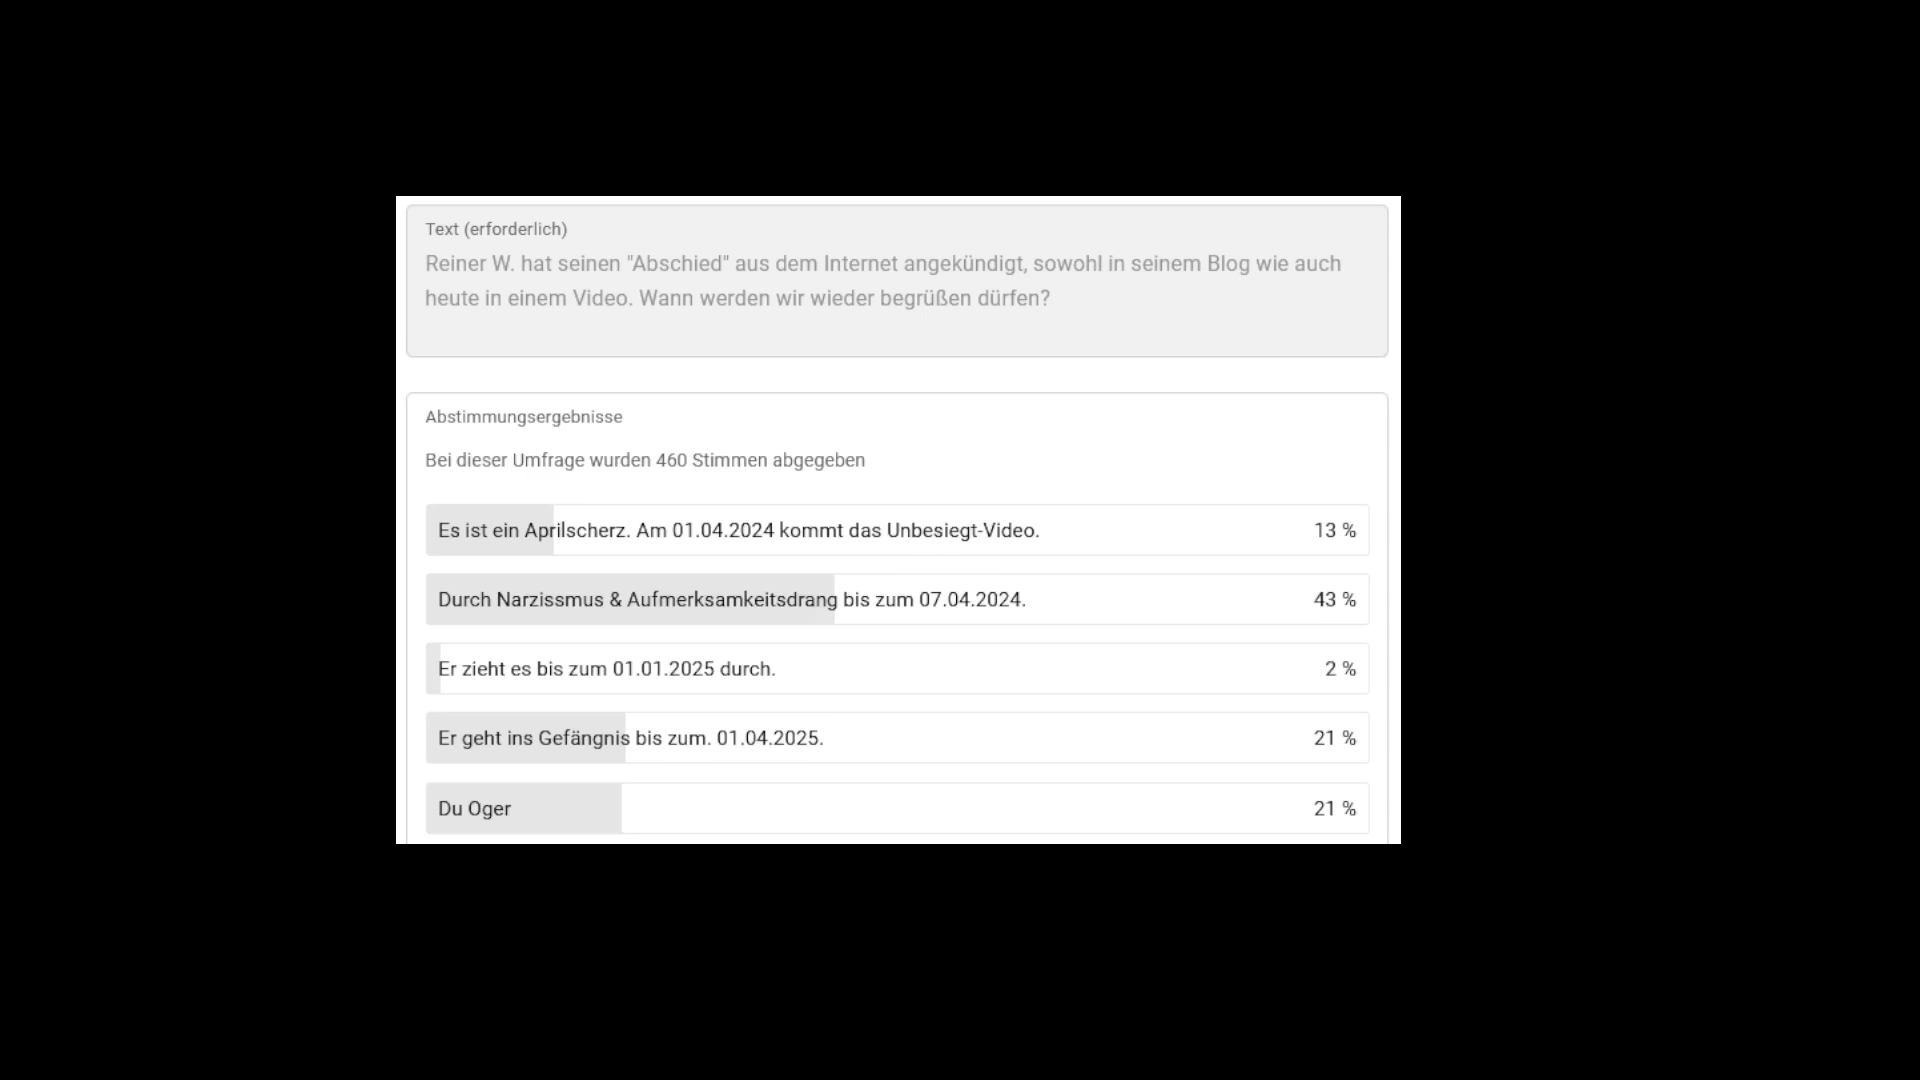 Text (erforderlich)
Reiner W. hat seinen "Abschied" aus dem Internet angekündigt, sowohl in seinem Blog wie auch
heute in einem Video. Wann werden wir wieder begrüßen dürfen?
Abstimmungsergebnisse
Bei dieser Umfrage wurden 460 Stimmen abgegeben
Es ist ein Aprilscherz. Am 01.04.2024 kommt das Unbesiegt-Video. 13 %
Durch Narzissmus & Aufmerksamkeitsdrang bis zum 07.04.2024. 43 %
Er zieht es bis zum 01.01.2025 durch. 2 %
Er geht ins Gefängnis bis zum. 01.04.2025. 21 %
Du Oger 21 %